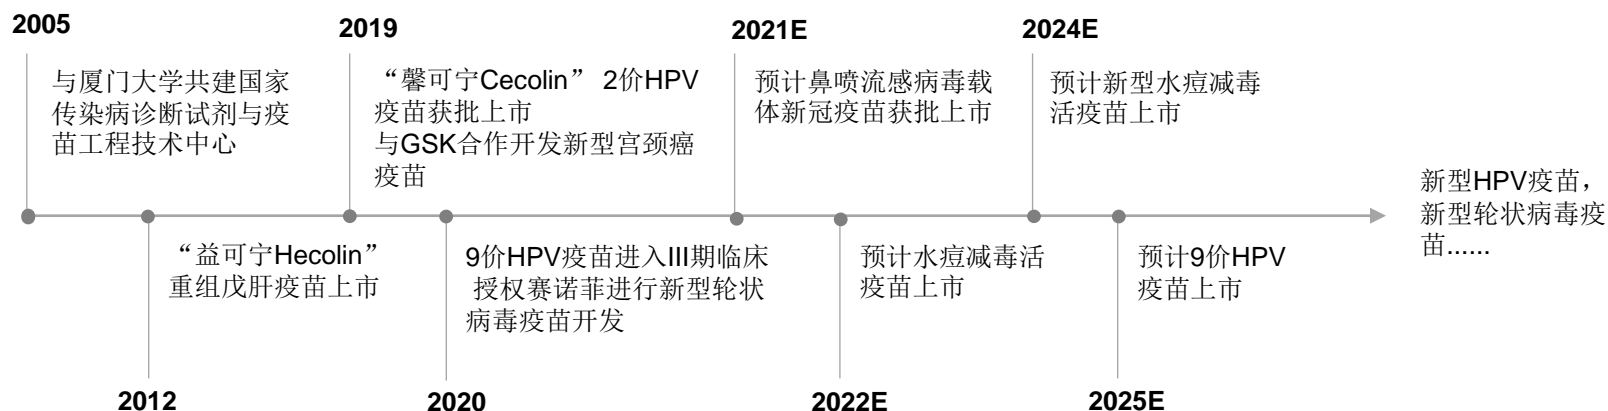 2005
与厦门大学共建国家
传染病诊断试剂与疫
苗工程技术中心
2012
“益可宁Hecolin”
重组戊肝疫苗上市
2019
“馨可宁Cecolin” 2价HPV
疫苗获批上市
与GSK合作开发新型宫颈癌
疫苗
2020
9价HPV疫苗进入III期临床
授权赛诺菲进行新型轮状
病毒疫苗开发
2021E
预计鼻喷流感病毒载
体新冠疫苗获批上市
2022E
预计水痘减毒活
疫苗上市
2024E
预计新型水痘减毒
活疫苗上市
2025E
预计9价HPV
疫苗上市
新型HPV疫苗，
新型轮状病毒疫
苗......